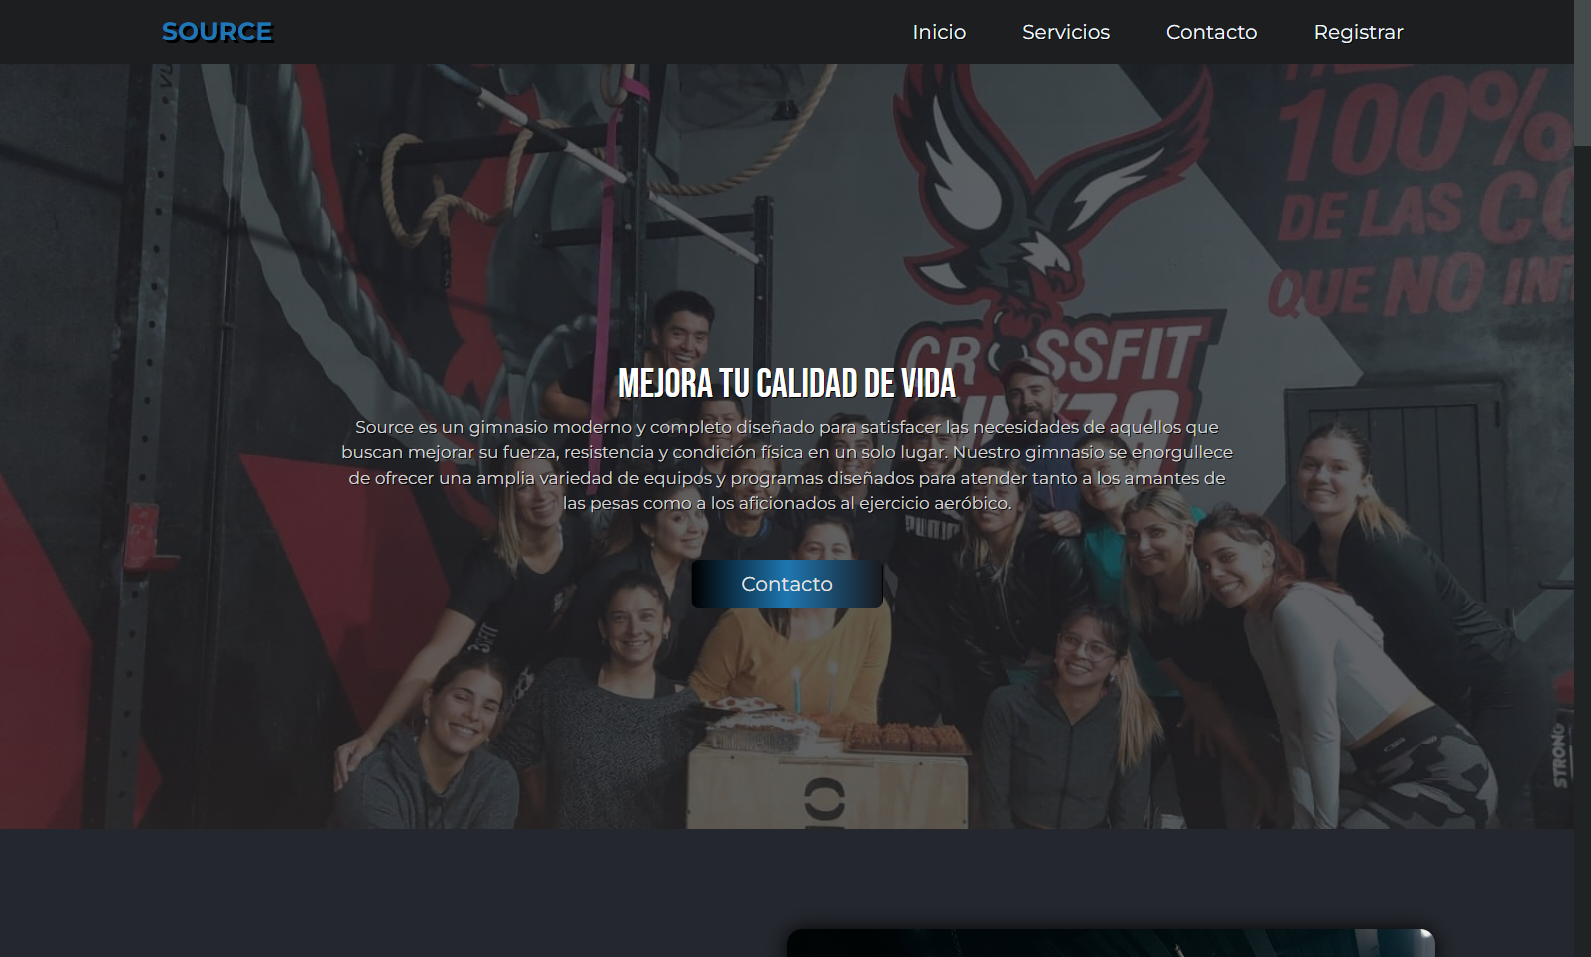 SOURCE
Inicio Servicios Contacto Registrar
100%
DE LAS
QUE NO
CROSSFIT
MEJORA TU CALIDAD DE VIDA
Source es un gimnasio moderno y completo diseñado para satisfacer las necesidades de aquellos que
buscan mejorar su fuerza, resistencia y condición física en un solo lugar. Nuestro gimnasio se enorgullece
de ofrecer una amplia variedad de equipos y programas diseñados para atender tanto a los amantes de
las pesas como a los aficionados al ejercicio aeróbico.
Contacto
STRONG